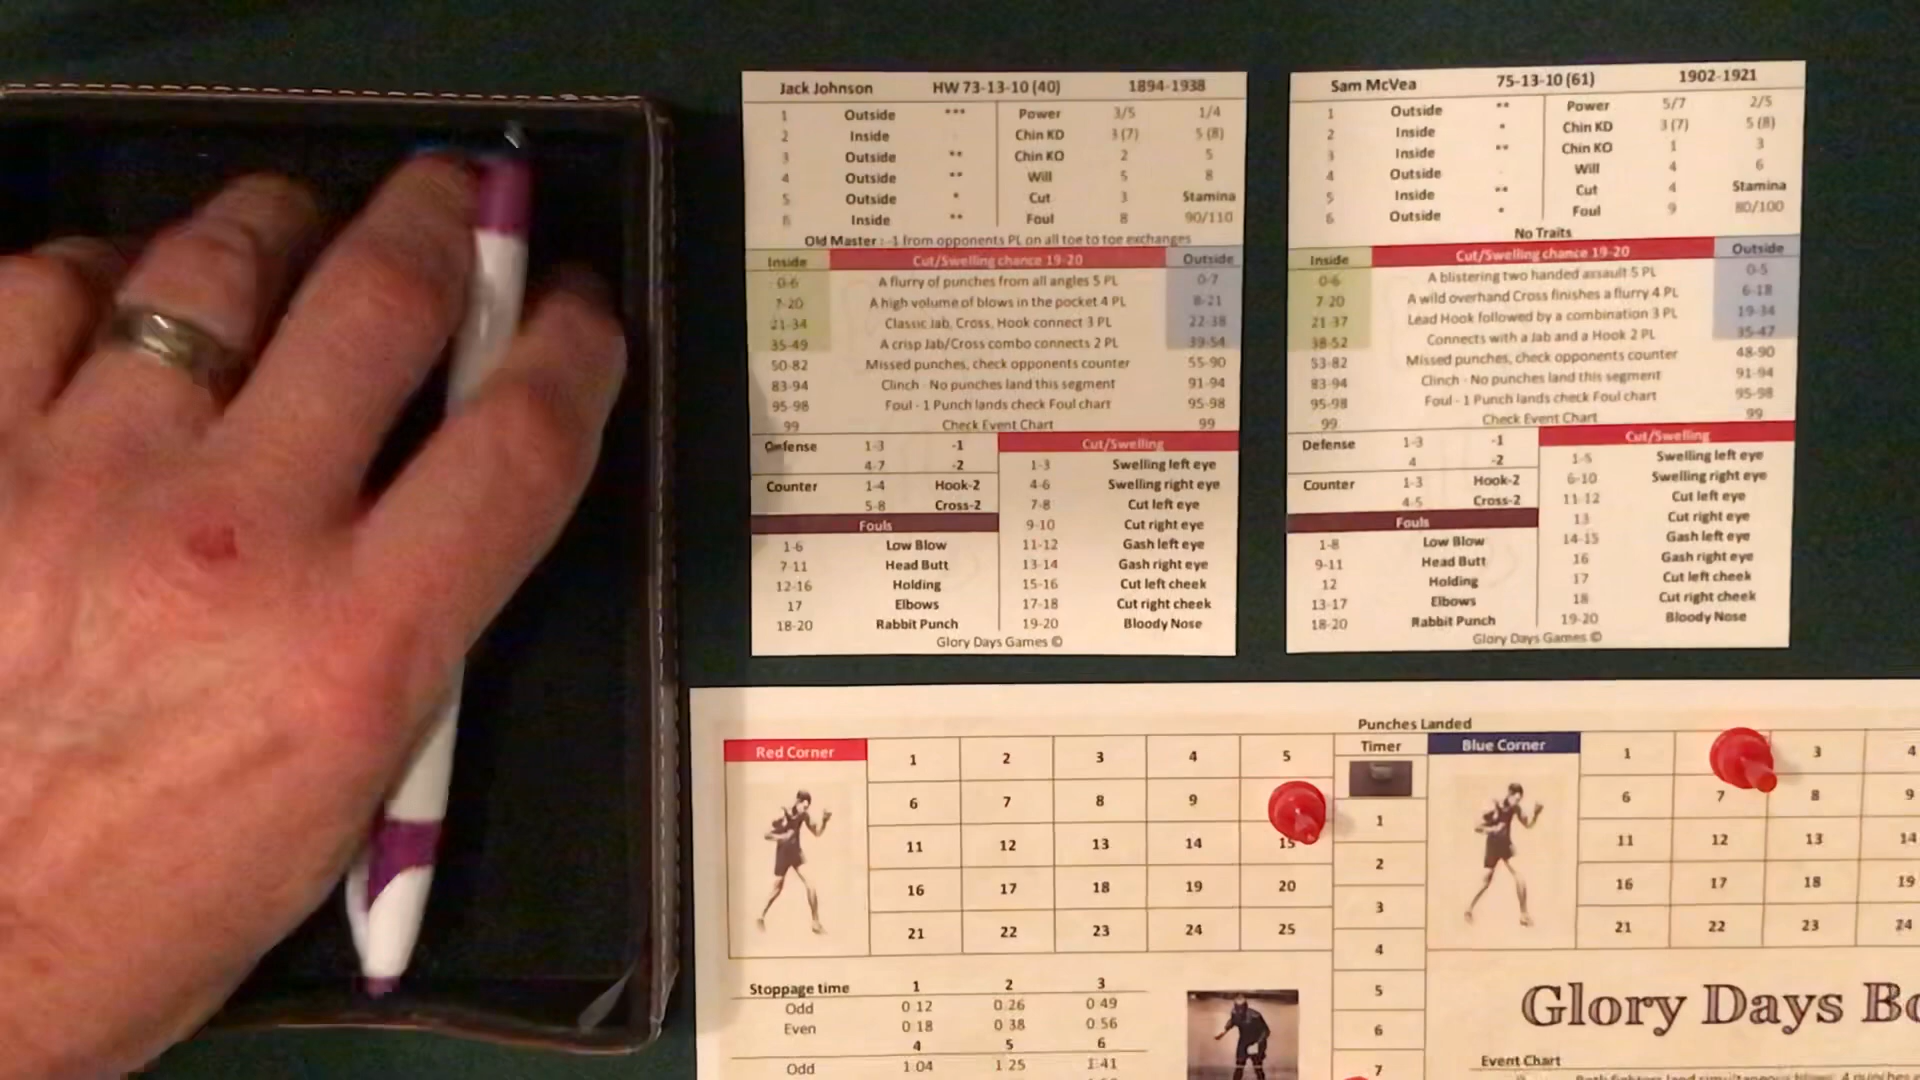 Jack Johnson HW 73-13-10 (40) 1894-1938
1 Outside *** Power 3/5 1/4
2 Inside Chin KD 3 (7) 5 (8)
3 Outside ** Chin KO 2 5
4 Outside ** Will 5 8
5 Outside * Cut 3 Stamina
6 Inside ** Foul 8 90/110
Old Master : -1 from opponents PL on all toe to toe exchanges
Inside Cut/Swelling chance 19-20 Outside
0-6 A flurry of punches from all angles 5 PL 0-7
7-20 A high volume of blows in the pocket 4 PL 8-21
21-34 Classic Jab, Cross, Hook connect 3 PL 22-38
35-49 A crisp Jab/Cross combo connects 2 PL 39-54
50-82 Missed punches, check opponents counter 55-90
83-94 Clinch - No punches land this segment 91-94
95-98 Foul - 1 Punch lands check Foul chart 95-98
99 Check Event Chart 99
Defense 1-3 -1 Cut/Swelling
4-7 -2 1-3 Swelling left eye
Counter 1-4 Hook-2 4-6 Swelling right eye
5-8 Cross-2 7-8 Cut left eye
Fouls 9-10 Cut right eye
1-6 Low Blow 11-12 Gash left eye
7-11 Head Butt 13-14 Gash right eye
12-16 Holding 15-16 Cut left cheek
17 Elbows 17-18 Cut right cheek
18-20 Rabbit Punch 19-20 Bloody Nose
Glory Days Games ©
Sam McVea 75-13-10 (61) 1902-1921
1 Outside ** Power 5/7 2/5
2 Inside * Chin KD 3 (7) 5 (8)
3 Inside ** Chin KO 1 3
4 Outside Will 4 6
5 Inside ** Cut 4 Stamina
6 Outside * Foul 9 80/100
No Traits
Inside Cut/Swelling chance 19-20 Outside
0-6 A blistering two handed assault 5 PL 0-5
7-20 A wild overhand Cross finishes a flurry 4 PL 6-18
21-37 Lead Hook followed by a combination 3 PL 19-34
38-52 Connects with a Jab and a Hook 2 PL 35-47
53-82 Missed punches, check opponents counter 48-90
83-94 Clinch - No punches land this segment 91-94
95-98 Foul - 1 Punch lands check Foul chart 95-98
99 Check Event Chart 99
Defense 1-3 -1 Cut/Swelling
4 -2 1-5 Swelling left eye
Counter 1-3 Hook-2 6-10 Swelling right eye
4-5 Cross-2 11-12 Cut left eye
Fouls 13 Cut right eye
1-8 Low Blow 14-15 Gash left eye
9-11 Head Butt 16 Gash right eye
12 Holding 17 Cut left cheek
13-17 Elbows 18 Cut right cheek
18-20 Rabbit Punch 19-20 Bloody Nose
Glory Days Games ©
Punches Landed
Red Corner 1 2 3 4 5 Timer Blue Corner 1 3 4
6 7 8 9 6 7 8 9
11 12 13 14 15 1 11 12 13 14
16 17 18 19 20 2 16 17 18 19
21 22 23 24 25 3 21 22 23 24
4
5
6
7
Stoppage time 1 2 3
Odd 0 12 0 26 0 49
Even 0 18 0 38 0 56
4 5 6
Odd 1 04 1 25 1:41
Glory Days Bo
Event Chart